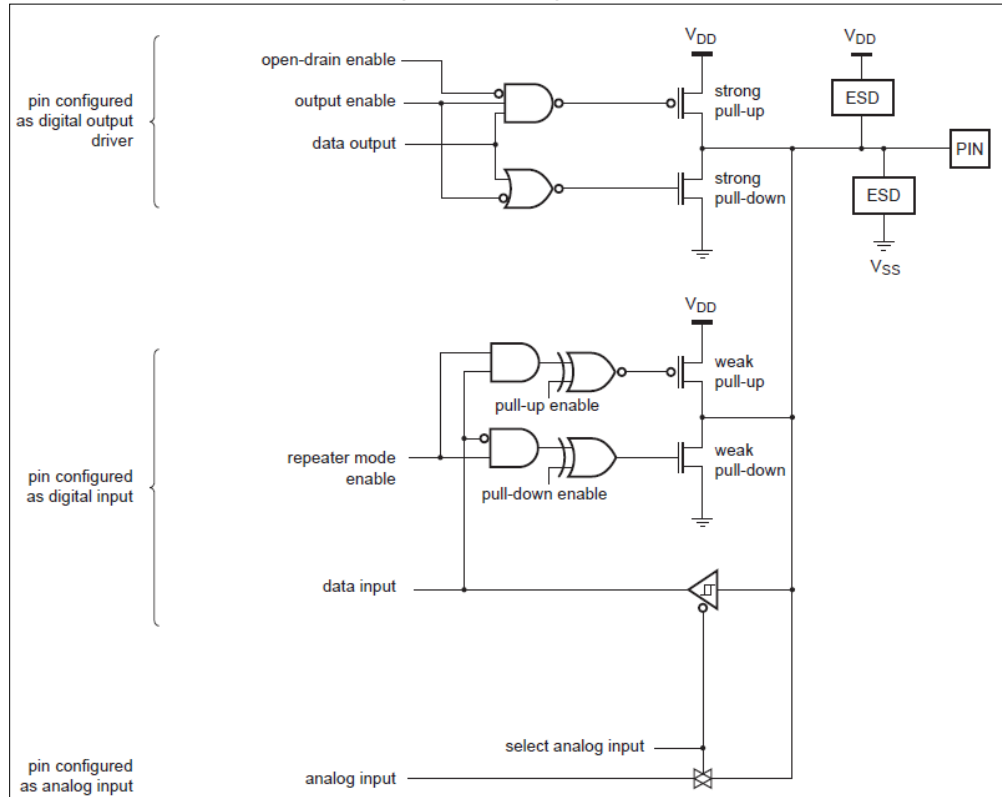 pin configured
as digital output
driver
open-drain enable
output enable
data output
VDD
strong
pull-up
strong
pull-down
VDD
ESD
PIN
ESD
VSS
pin configured
as digital input
VDD
weak
pull-up
pull-up enable
repeater mode
enable
weak
pull-down
pull-down enable
data input
select analog input
pin configured
as analog input
analog input